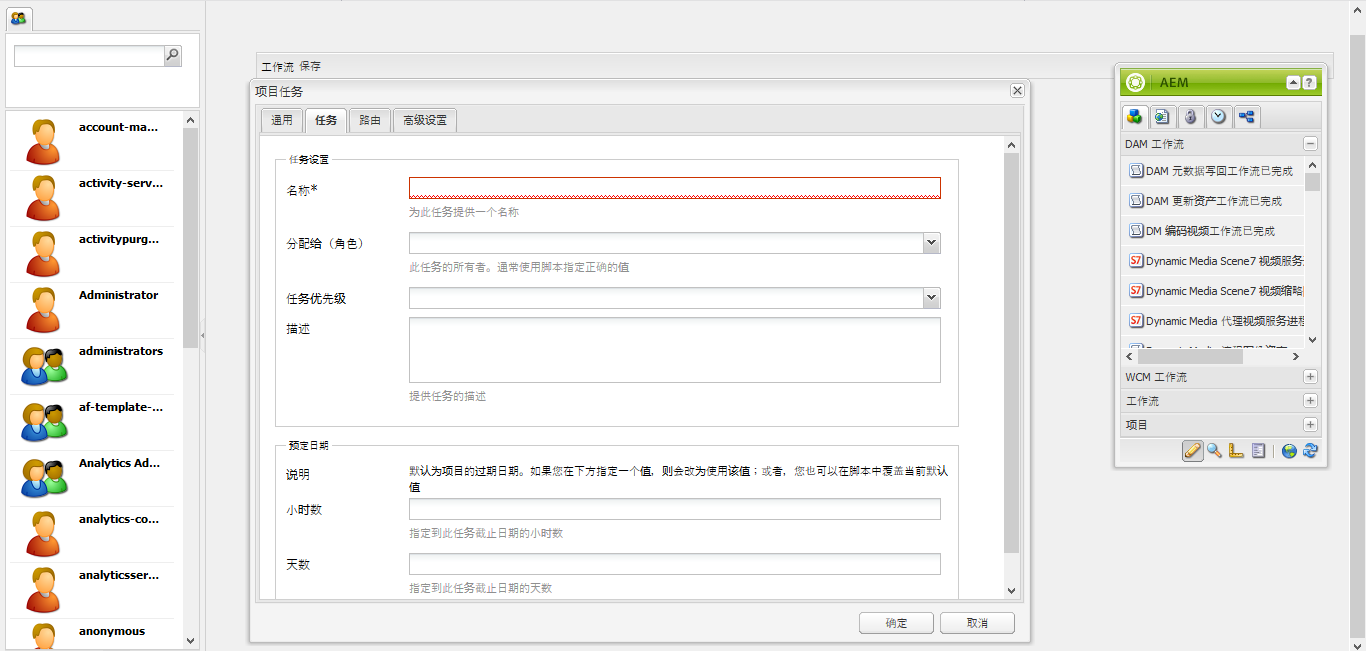 account-ma...
activity-serv...
activitypurg...
Administrator
administrators
af-template-...
Analytics Ad...
analytics-co...
analyticsser...
anonymous
工作流 保存
项目任务
通用
任务
路由
高级设置
任务设置
名称*
为此任务提供一个名称
分配给（角色）
此任务的所有者。通常使用脚本指定正确的值
任务优先级
描述
提供任务的描述
预定日期
说明
默认为项目的过期日期。如果您在下方指定一个值，则会改为使用该值；或者，您也可以在脚本中覆盖当前默认
值
小时数
指定到此任务截止日期的小时数
天数
指定到此任务截止日期的天数
确定
取消
AEM
?
DAM 工作流
DAM 元数据写回工作流已完成
DAM 更新资产工作流已完成
DM 编码视频工作流已完成
S7 Dynamic Media Scene7 视频服务
S7 Dynamic Media Scene7 视频缩略
S7 Dynamic Media 代理视频服务进程
WCM 工作流
工作流
项目